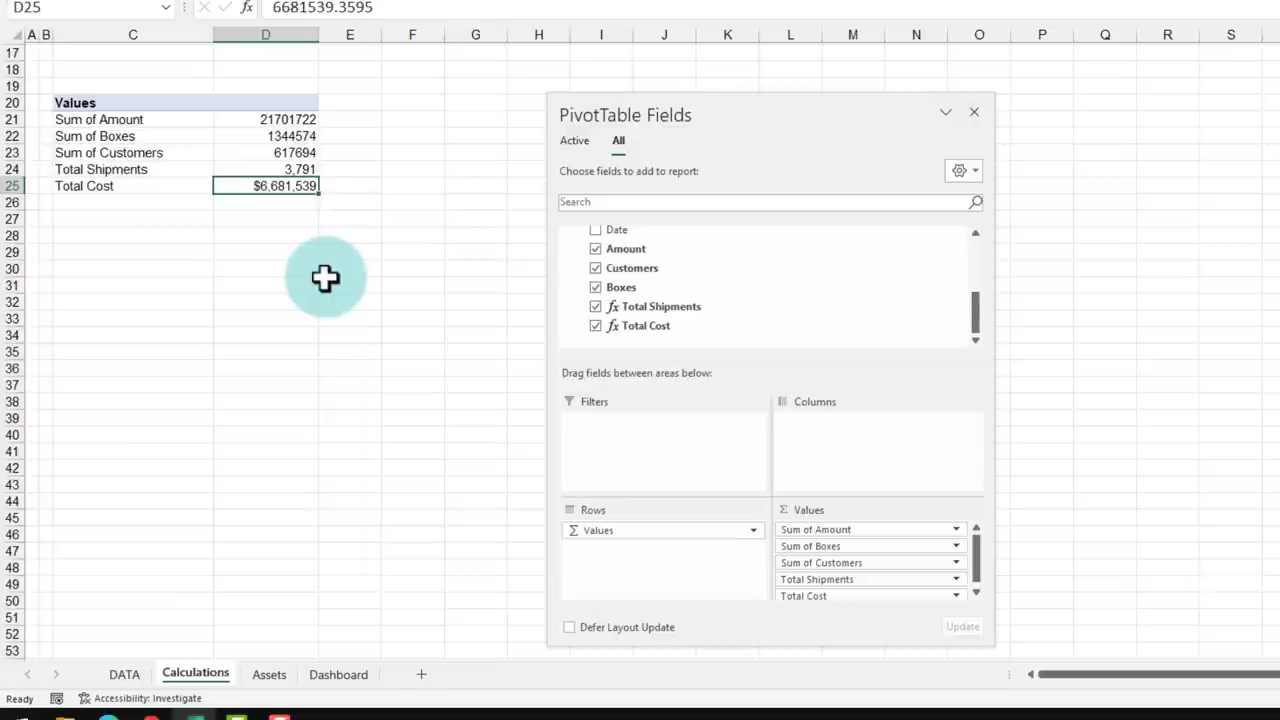 D25
fx
6681539.3595
A B C D E F G H I J K L M N O P Q R S
17
18
19
20 Values
21 Sum of Amount 21701722
22 Sum of Boxes 1344574
23 Sum of Customers 617694
24 Total Shipments 3,791
25 Total Cost $6,681,539
26
27
28
29
30
31
32
33
34
35
36
37
38
39
40
41
42
43
44
45
46
47
48
49
50
51
52
53
PivotTable Fields
Active All
Choose fields to add to report:
Search
Date
Amount
Customers
Boxes
fx Total Shipments
fx Total Cost
Drag fields between areas below:
Filters
Columns
Rows
Σ Values
Σ Values
Sum of Amount
Sum of Boxes
Sum of Customers
Total Shipments
Total Cost
Defer Layout Update
Update
DATA Calculations Assets Dashboard +
Ready Accessibility: Investigate